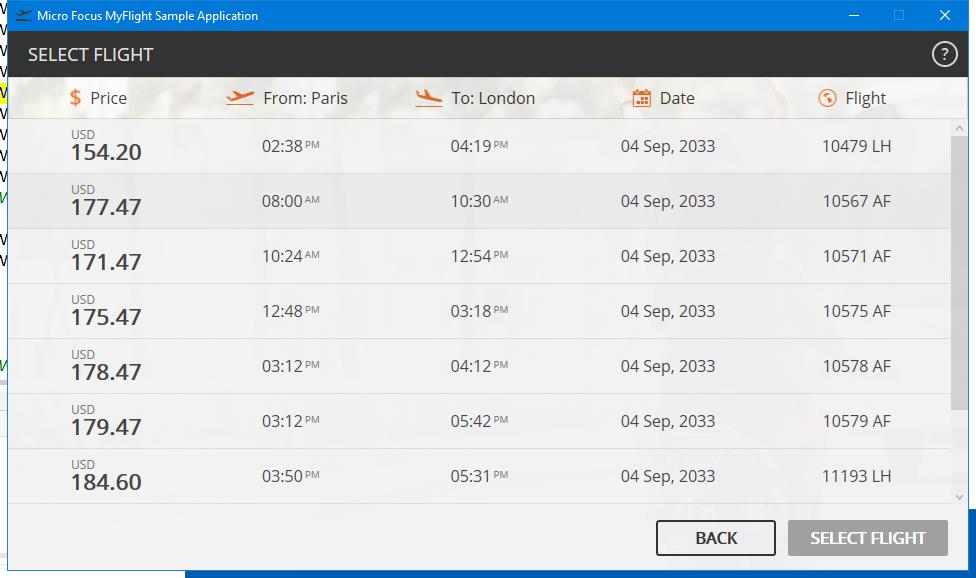 Micro Focus MyFlight Sample Application
SELECT FLIGHT ?
$ Price From: Paris To: London Date Flight
USD
154.20 02:38 PM 04:19 PM 04 Sep, 2033 10479 LH
USD
177.47 08:00 AM 10:30 AM 04 Sep, 2033 10567 AF
USD
171.47 10:24 AM 12:54 PM 04 Sep, 2033 10571 AF
USD
175.47 12:48 PM 03:18 PM 04 Sep, 2033 10575 AF
USD
178.47 03:12 PM 04:12 PM 04 Sep, 2033 10578 AF
USD
179.47 03:12 PM 05:42 PM 04 Sep, 2033 10579 AF
USD
184.60 03:50 PM 05:31 PM 04 Sep, 2033 11193 LH
BACK SELECT FLIGHT